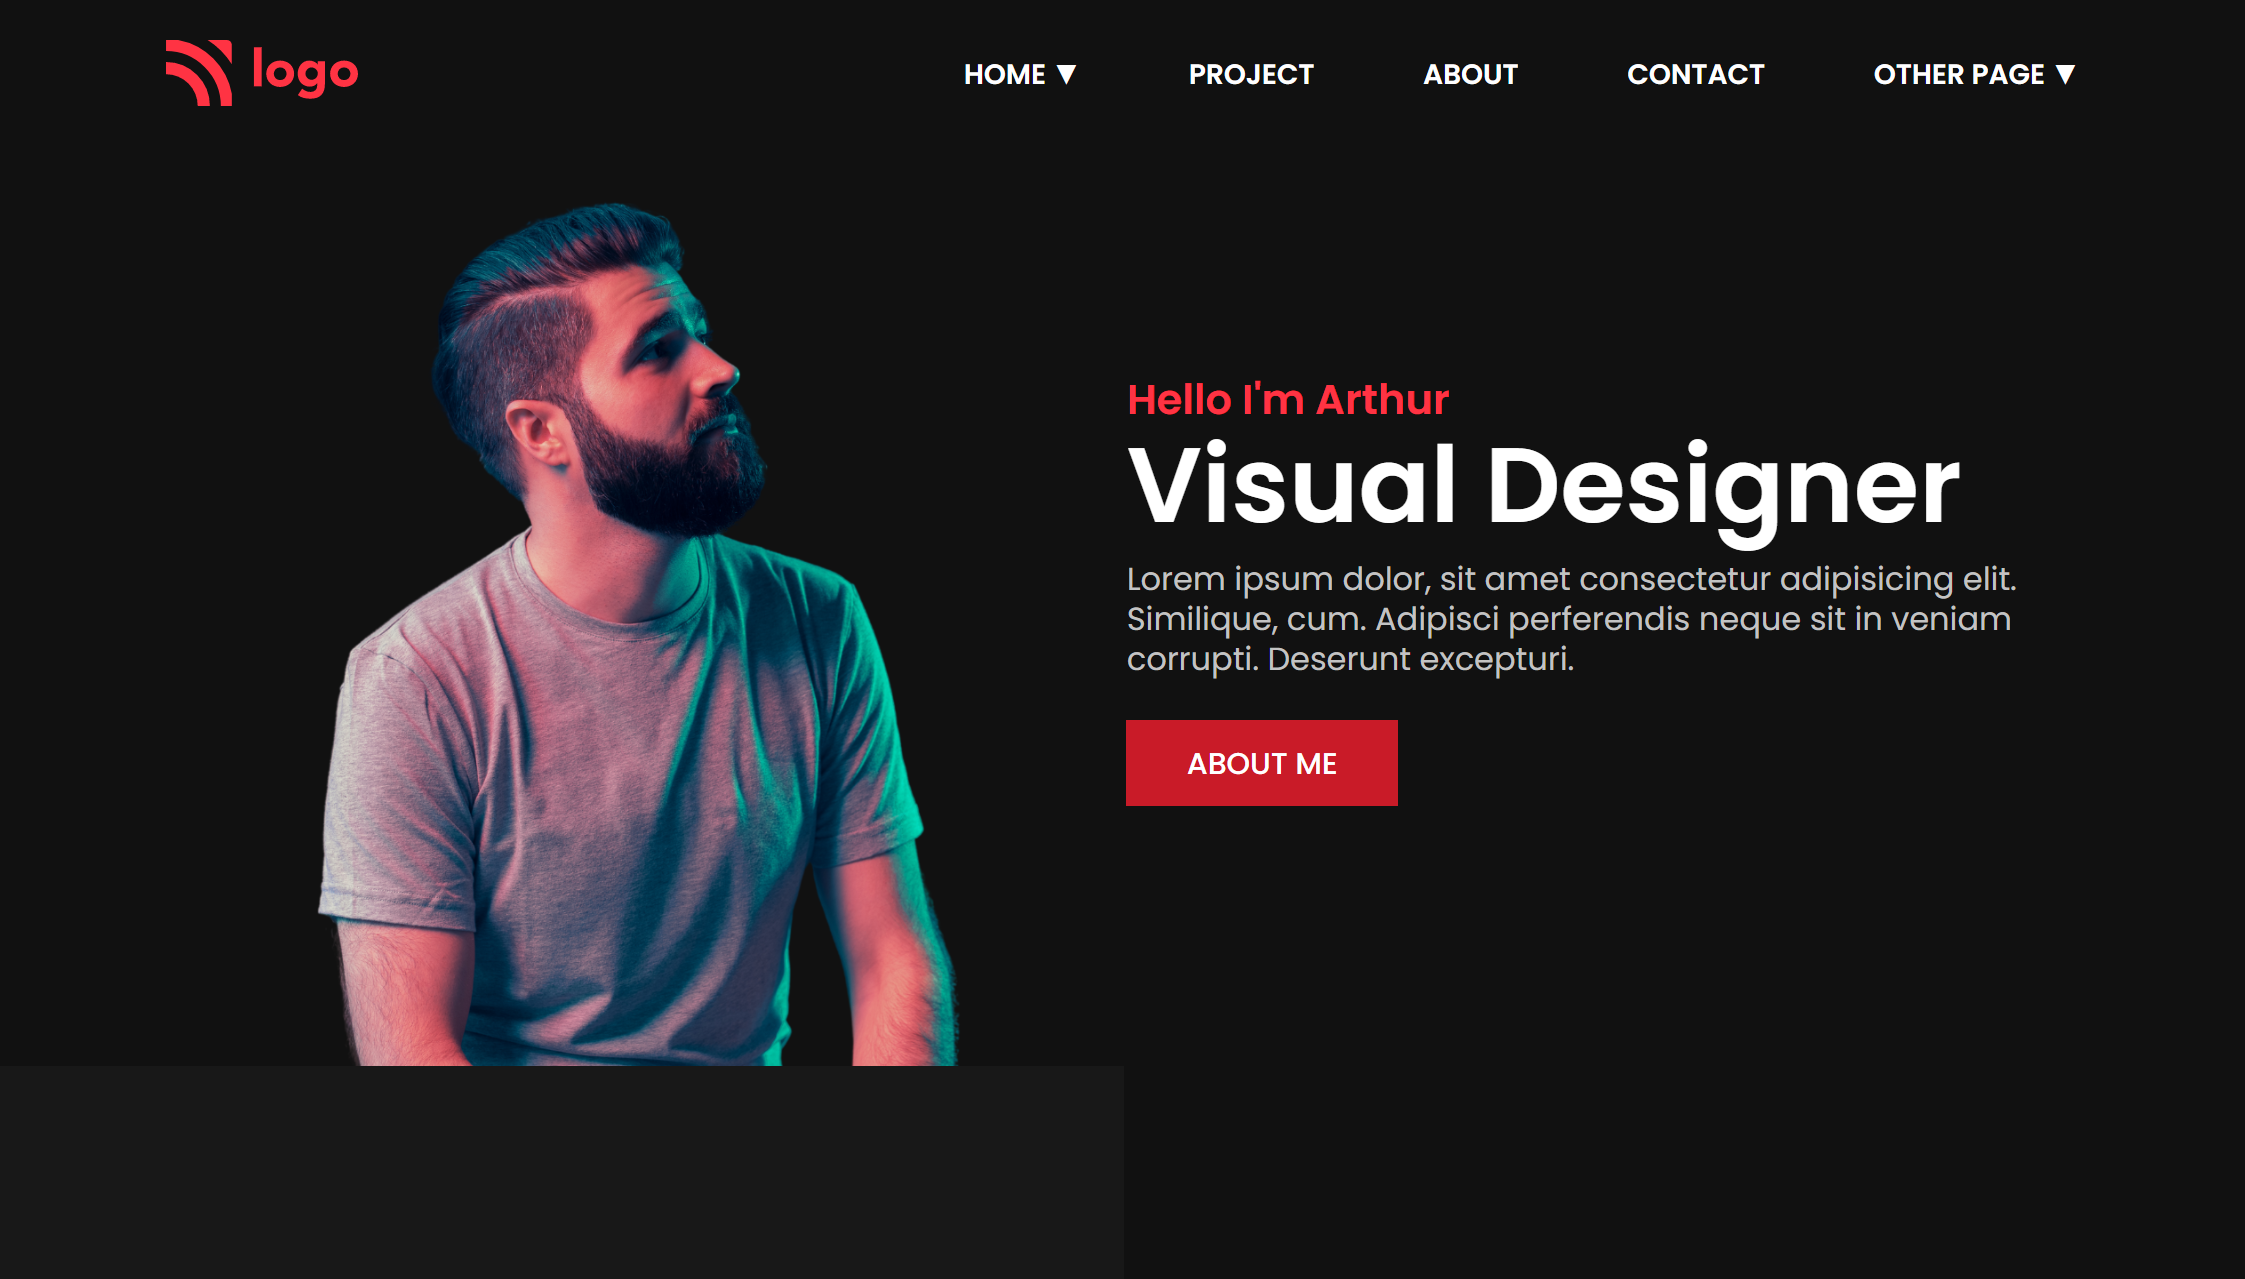 logo
HOME ▼
PROJECT
ABOUT
CONTACT
OTHER PAGE ▼
Hello I'm Arthur
Visual Designer
Lorem ipsum dolor, sit amet consectetur adipisicing elit.
Similique, cum. Adipisci perferendis neque sit in veniam
corrupti. Deserunt excepturi.
ABOUT ME